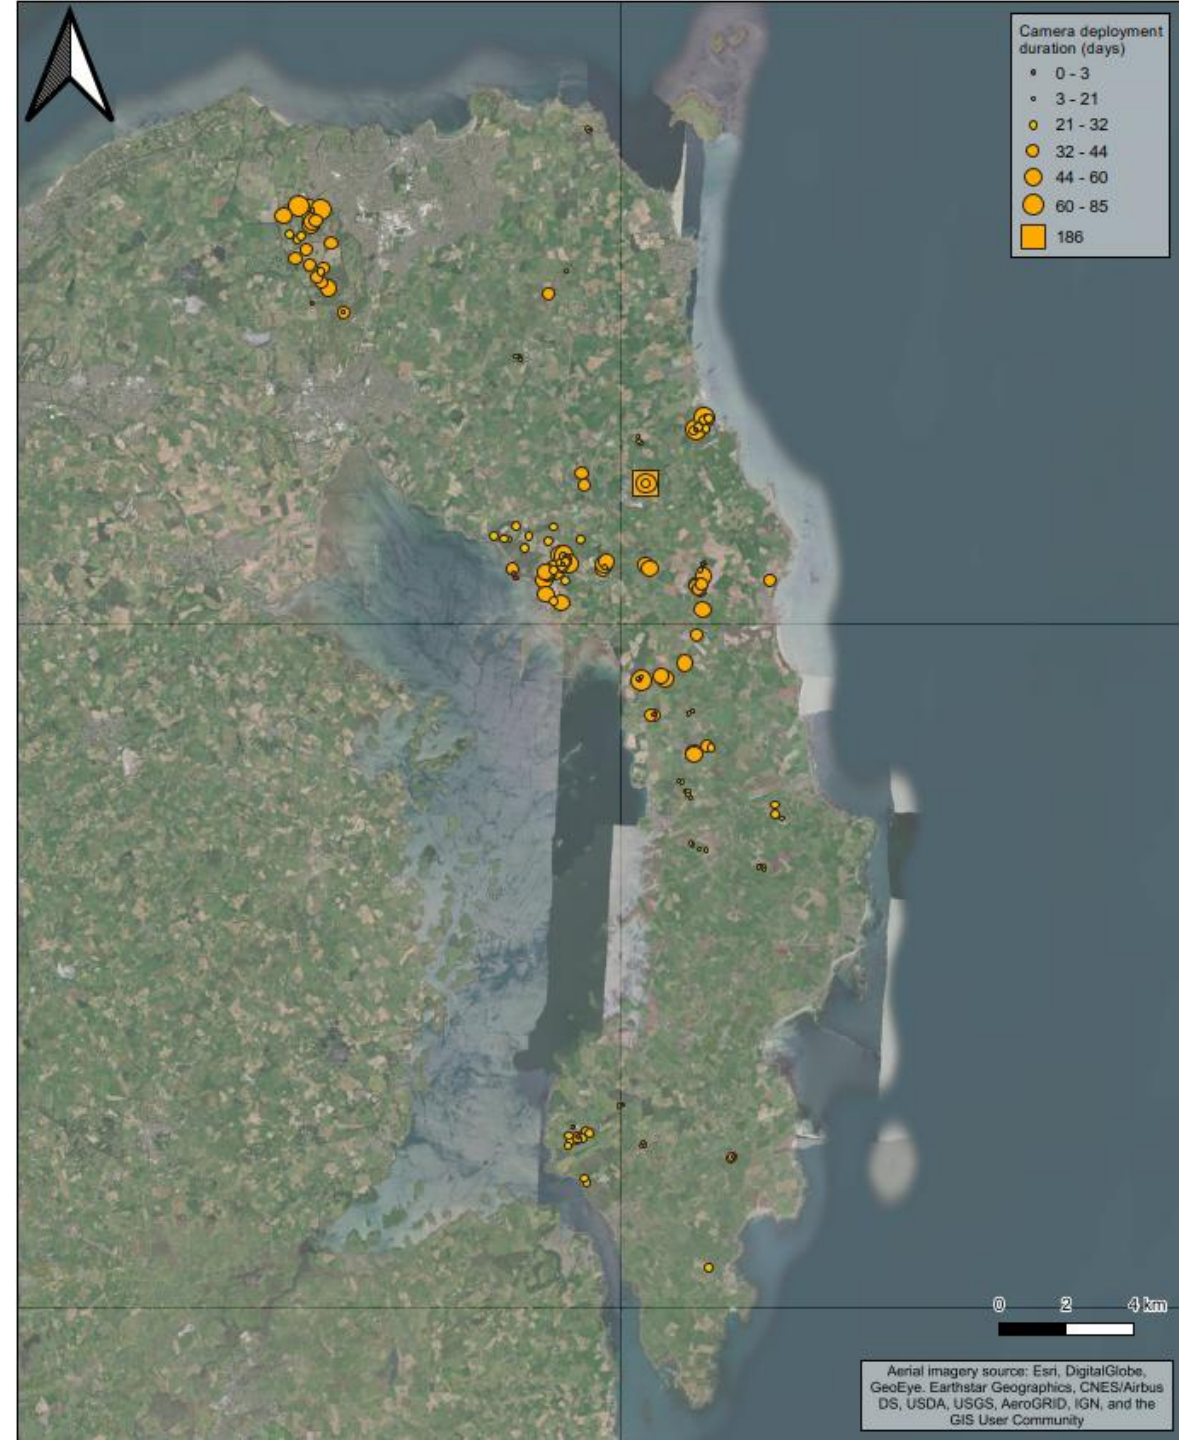 Camera deployment
duration (days)
0 - 3
3 - 21
21 - 32
32 - 44
44 - 60
60 - 85
186
0 2 4 km
Aerial imagery source: Esri, DigitalGlobe,
GeoEye. Earthstar Geographics, CNES/Airbus
DS, USDA, USGS, AeroGRID, IGN, and the
GIS User Community